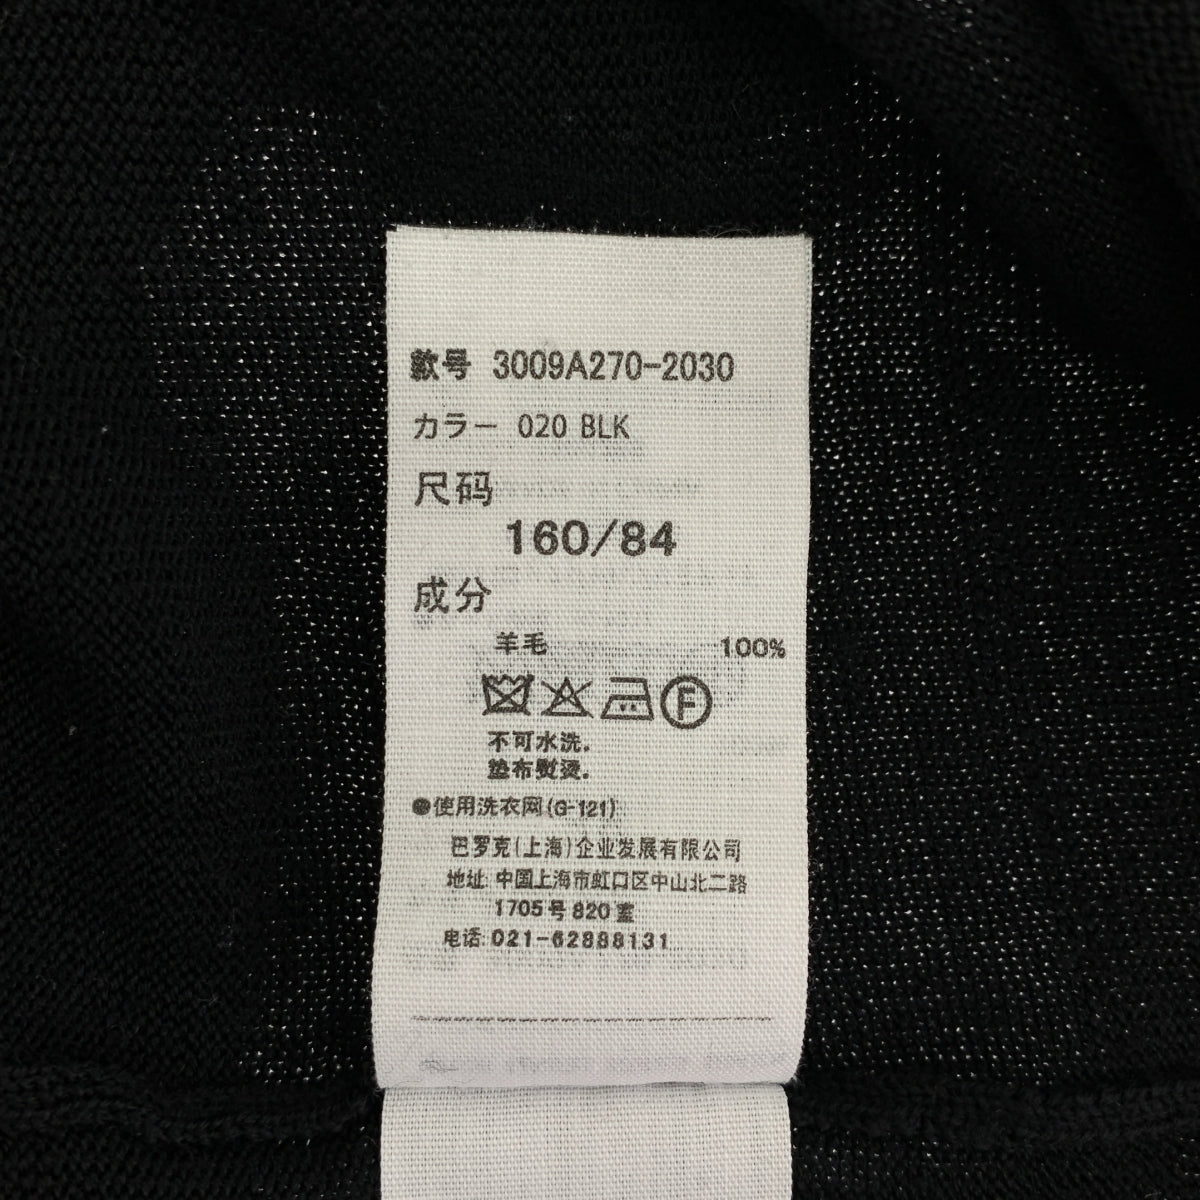 款号 3009A270-2030
カラー 020 BLK
尺码
160/84
成分
羊毛 100%
F
不可水洗.
垫布熨烫.
●使用洗衣网(G-121)
巴罗克(上海)企业发展有限公司
地址:中国上海市虹口区中山北二路
1705号820室
电话:021-62888131